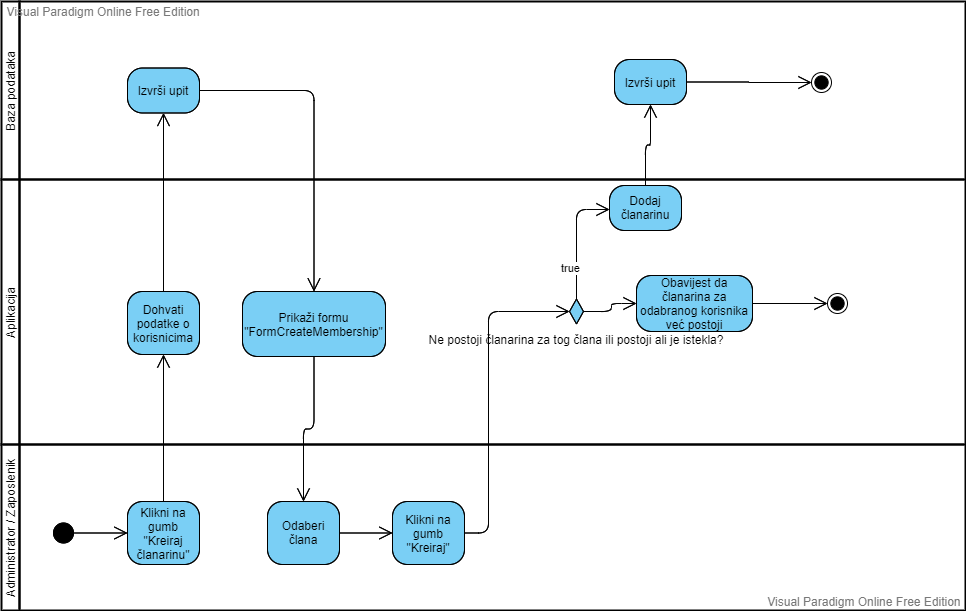 Visual Paradigm Online Free Edition
Baza podataka
Izvrši upit
Izvrši upit
Aplikacija
Dohvati
podatke o
korisnicima
Prikaži formu
"FormCreateMembership"
Dodaj
članarinu
true
Obavijest da
članarina za
odabranog korisnika
već postoji
Ne postoji članarina za tog člana ili postoji ali je istekla?
Administrator / Zaposlenik
Klikni na
gumb
"Kreiraj
članarinu"
Odaberi
člana
Klikni na
gumb
"Kreiraj"
Visual Paradigm Online Free Edition